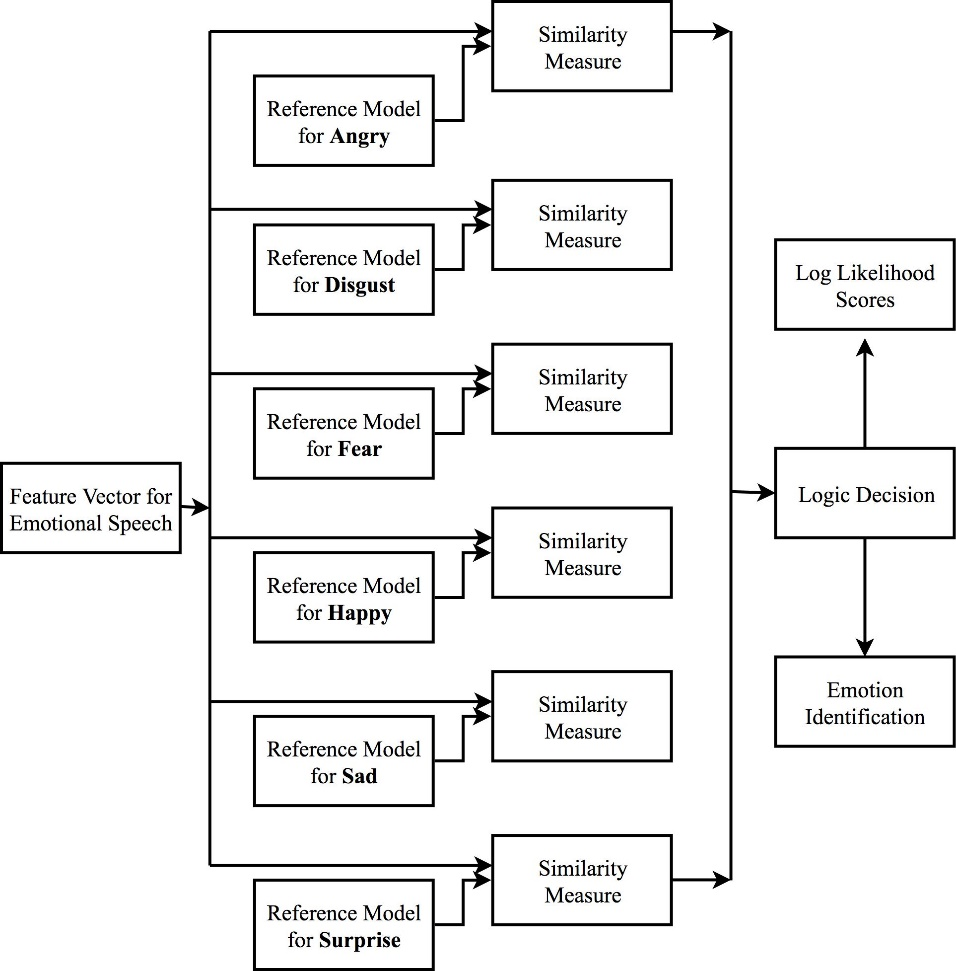 Similarity
Measure
Reference Model
for Angry
Similarity
Measure
Reference Model
for Disgust
Similarity
Measure
Reference Model
for Fear
Feature Vector for
Emotional Speech
Similarity
Measure
Reference Model
for Happy
Similarity
Measure
Reference Model
for Sad
Similarity
Measure
Reference Model
for Surprise
Log Likelihood
Scores
Logic Decision
Emotion
Identification